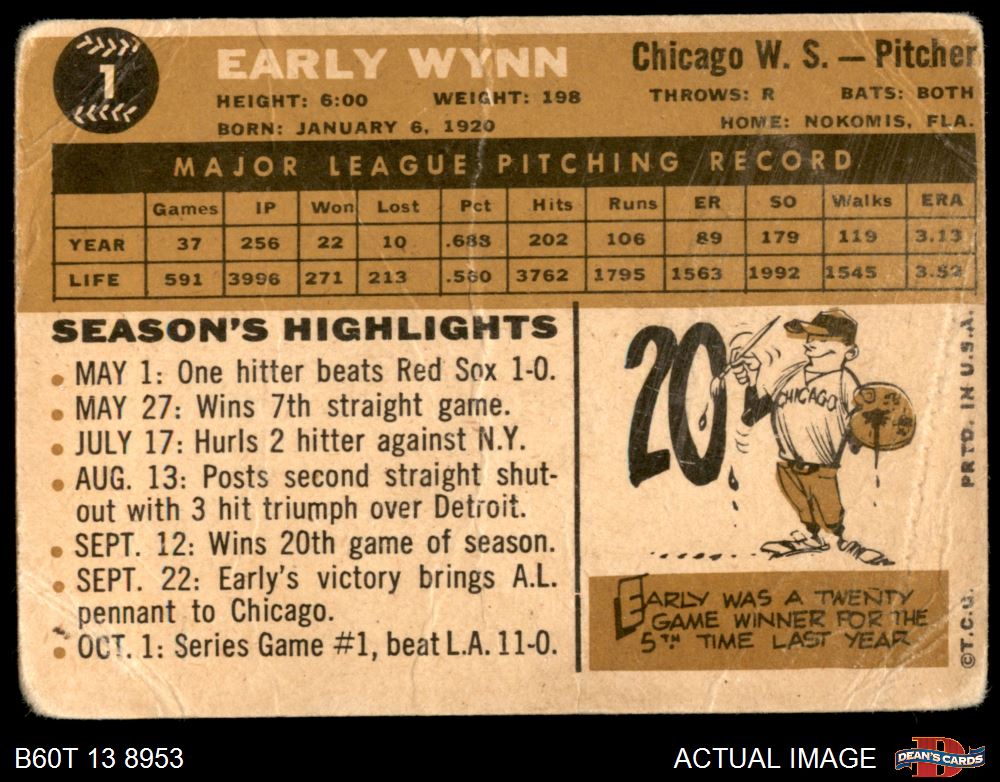 1
EARLY WYNN
Chicago W. S. — Pitcher
HEIGHT: 6:00 WEIGHT: 198 THROWS: R BATS: BOTH
BORN: JANUARY 6, 1920 HOME: NOKOMIS, FLA.
MAJOR LEAGUE PITCHING RECORD
Games IP Won Lost Pct Hits Runs ER SO Walks ERA
YEAR 37 256 22 10 .688 202 106 89 179 119 3.13
LIFE 591 3996 271 213 .560 3762 1795 1563 1992 1545 3.52
SEASON'S HIGHLIGHTS
• MAY 1: One hitter beats Red Sox 1-0.
• MAY 27: Wins 7th straight game.
• JULY 17: Hurls 2 hitter against N.Y.
• AUG. 13: Posts second straight shut-
out with 3 hit triumph over Detroit.
• SEPT. 12: Wins 20th game of season.
• SEPT. 22: Early's victory brings A.L.
pennant to Chicago.
• OCT. 1: Series Game #1, beat L.A. 11-0.
20
CHICAGO
EARLY WAS A TWENTY
GAME WINNER FOR THE
5TH TIME LAST YEAR
©T.C.G. PRTD. IN U.S.A.
B60T 13 8953
ACTUAL IMAGE
D
DEAN'S CARDS